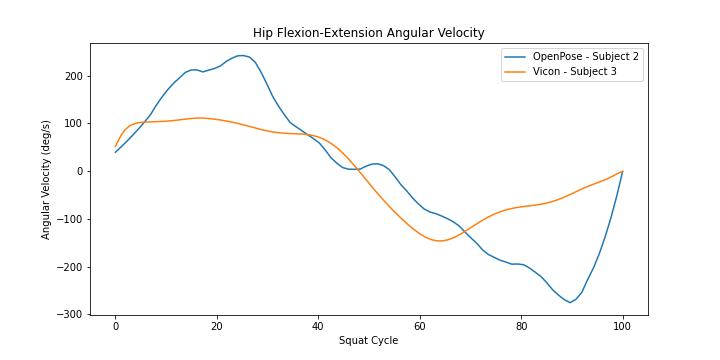 Hip Flexion-Extension Angular Velocity
OpenPose - Subject 2
Vicon - Subject 3
Angular Velocity (deg/s)
200
100
0
−100
−200
−300
0 20 40 60 80 100
Squat Cycle